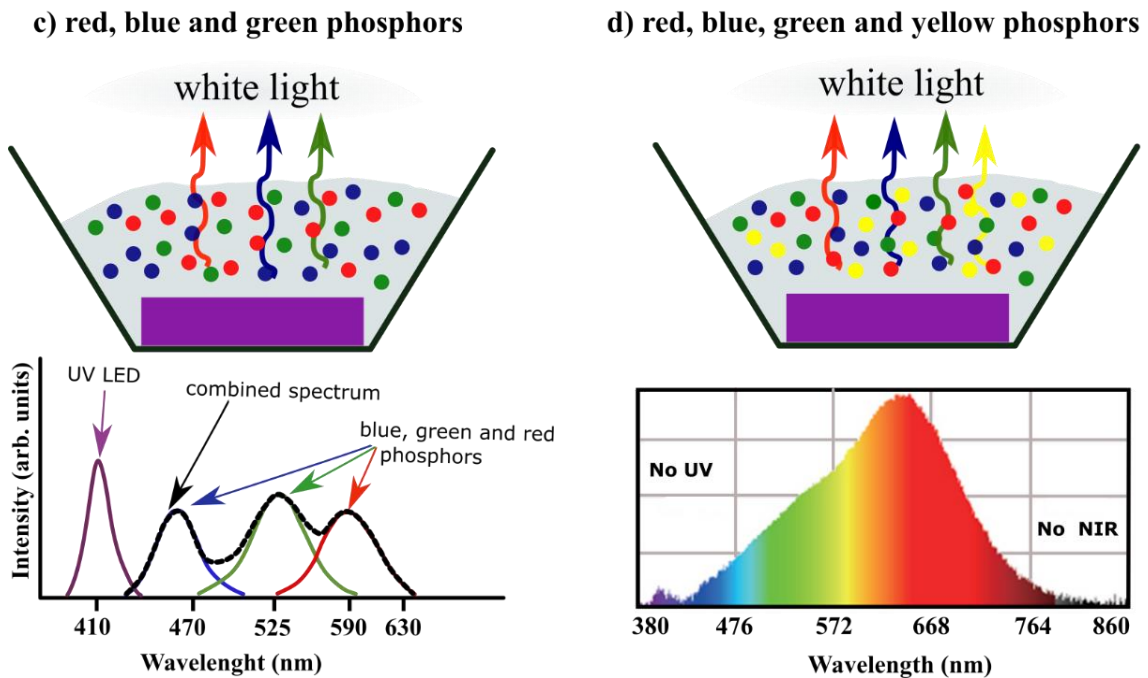 c) red, blue and green phosphors
white light
UV LED
combined spectrum
blue, green and red
phosphors
Intensity (arb. units)
410 470 525 590 630
Wavelenght (nm)
d) red, blue, green and yellow phosphors
white light
No UV
No NIR
380 476 572 668 764 860
Wavelength (nm)